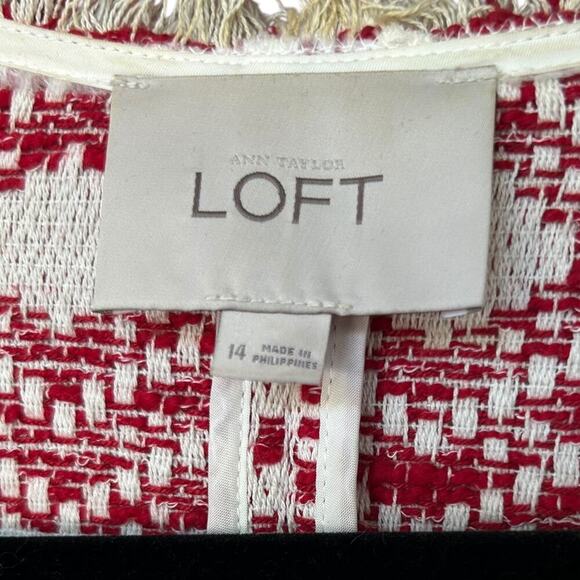 ANN TAYLOR
LOFT
14
MADE IN
PHILIPPINES